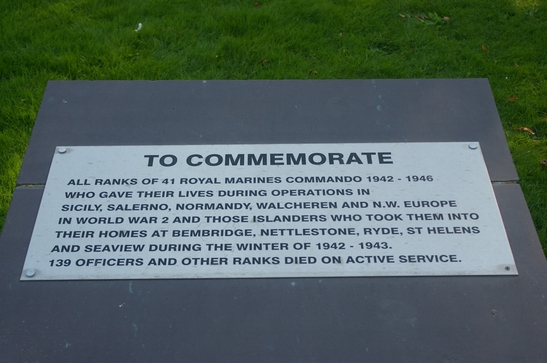 TO COMMEMORATE
ALL RANKS OF 41 ROYAL MARINES COMMANDO 1942 - 1946
WHO GAVE THEIR LIVES DURING OPERATIONS IN
SICILY, SALERNO, NORMANDY, WALCHEREN AND N.W. EUROPE
IN WORLD WAR 2 AND THOSE ISLANDERS WHO TOOK THEM INTO
THEIR HOMES AT BEMBRIDGE, NETTLESTONE, RYDE, ST HELENS
AND SEAVIEW DURING THE WINTER OF 1942 - 1943.
139 OFFICERS AND OTHER RANKS DIED ON ACTIVE SERVICE.